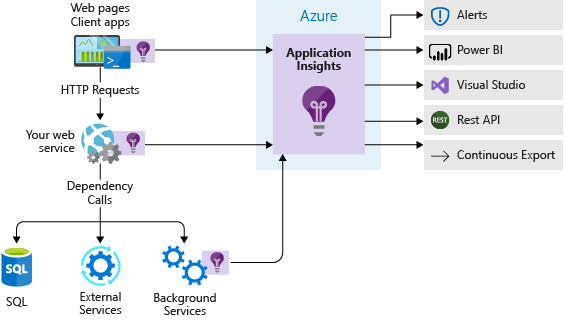 Web pages
Client apps
HTTP Requests
Your web
service
Dependency
Calls
SQL
SQL
External
Services
Background
Services
Azure
Application
Insights
Alerts
Power BI
Visual Studio
REST
Rest API
Continuous Export